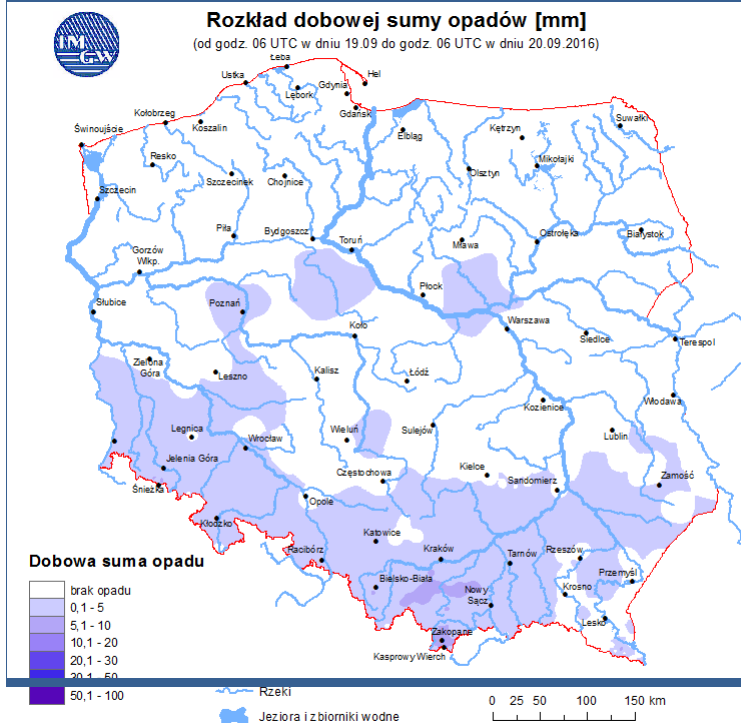 IM
GW
Rozkład dobowej sumy opadów [mm]
(od godz. 06 UTC w dniu 19.09 do godz. 06 UTC w dniu 20.09.2016)
Łeba
Ustka
Hel
Gdynia
Lębork
Gdańsk
Kołobrzeg
Koszalin
Świnoujście
Elbląg
Kętrzyn
Suwałki
Resko
Szczecinek
Chojnice
Olsztyn
Mikołajki
Szczecin
Piła
Bydgoszcz
Toruń
Mława
Ostrołęka
Białystok
Gorzów
Wlkp.
Płock
Słubice
Poznań
Koło
Warszawa
Siedlce
Terespol
Zielona
Góra
Leszno
Kalisz
Łódź
Kozienice
Włodawa
Legnica
Wrocław
Wieluń
Sulejów
Lublin
Jelenia Góra
Śnieżka
Częstochowa
Kielce
Sandomierz
Zamość
Opole
Kłodzko
Katowice
Racibórz
Kraków
Tarnów
Rzeszów
Przemyśl
Bielsko-Biała
Nowy
Sącz
Krosno
Lesko
Zakopane
Kasprowy Wierch
Dobowa suma opadu
brak opadu
0,1 - 5
5,1 - 10
10,1 - 20
20,1 - 30
30,1 - 50
50,1 - 100
Rzeki
Jeziora i zbiorniki wodne
0 25 50 100 150 km